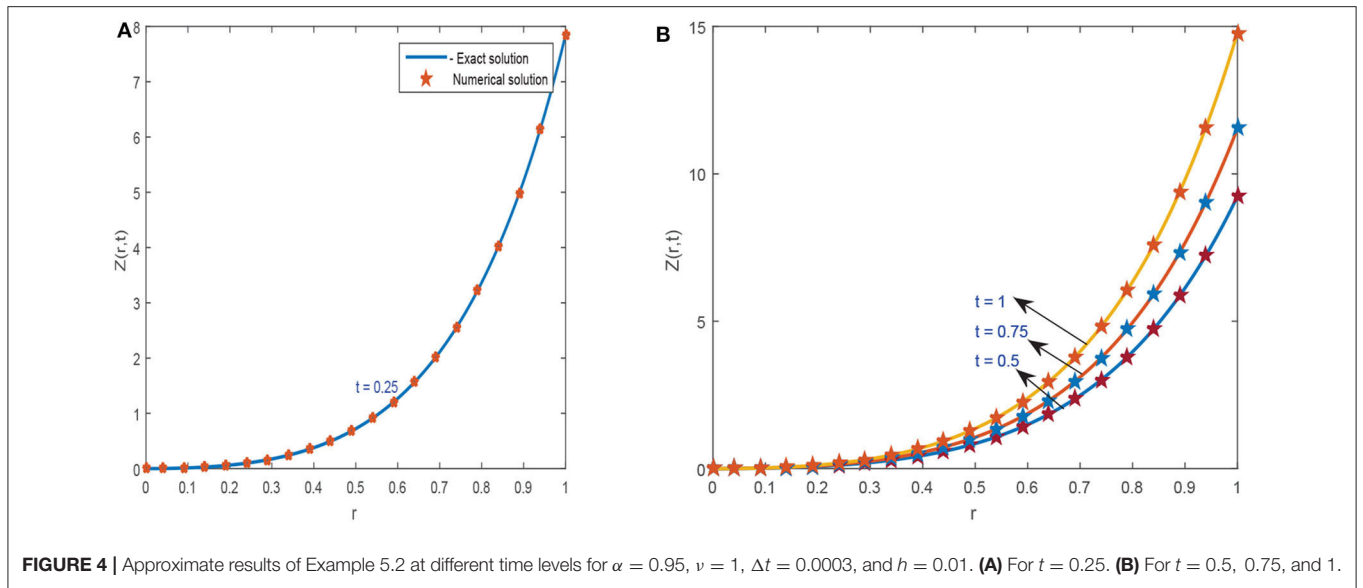 A
8
7
6
5
4
3
2
1
0
Z(r,t)
- Exact solution
Numerical solution
t = 0.25
0 0.1 0.2 0.3 0.4 0.5 0.6 0.7 0.8 0.9 1
r
B
15
10
5
0
Z(r,t)
t = 1
t = 0.75
t = 0.5
0 0.1 0.2 0.3 0.4 0.5 0.6 0.7 0.8 0.9 1
r
FIGURE 4 | Approximate results of Example 5.2 at different time levels for α = 0.95, ν = 1, Δt = 0.0003, and h = 0.01. (A) For t = 0.25. (B) For t = 0.5, 0.75, and 1.